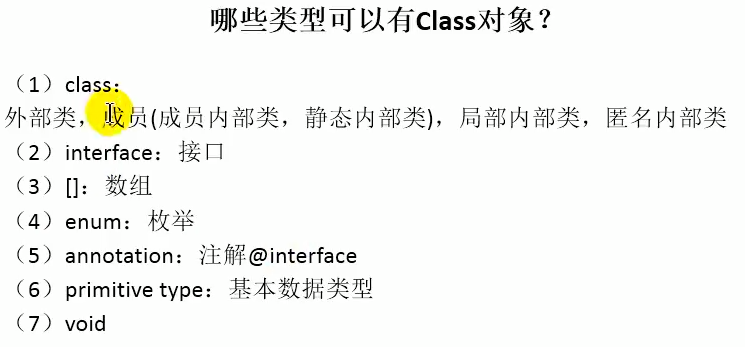 哪些类型可以有Class对象？
（1）class：
外部类，成员(成员内部类，静态内部类)，局部内部类，匿名内部类
（2）interface：接口
（3）[]：数组
（4）enum：枚举
（5）annotation：注解@interface
（6）primitive type：基本数据类型
（7）void